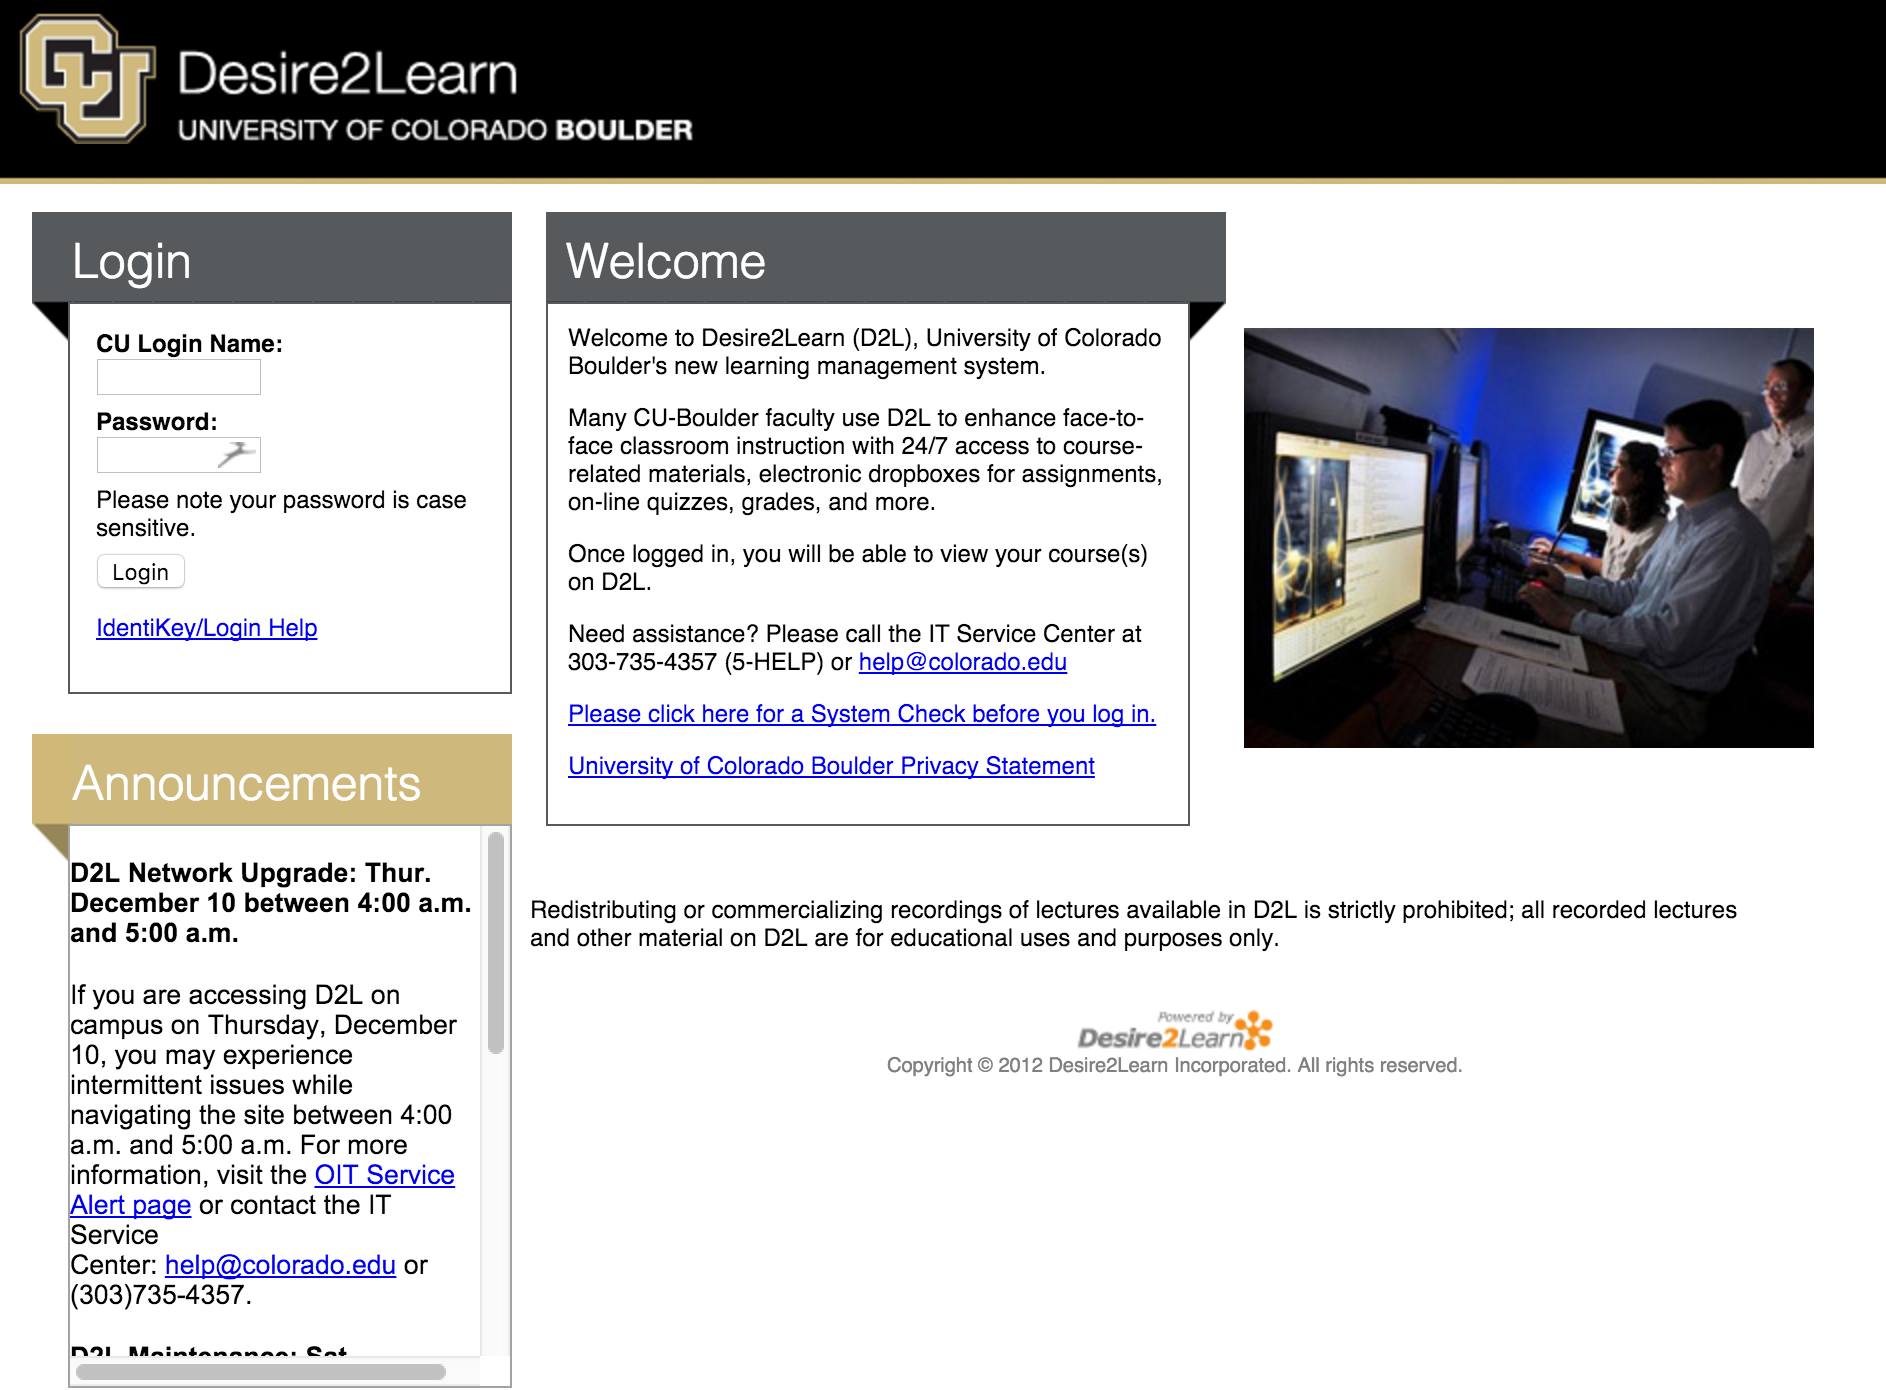 CU
Desire2Learn
UNIVERSITY OF COLORADO BOULDER
Login
CU Login Name:
Password:
Please note your password is case
sensitive.
Login
IdentiKey/Login Help
Announcements
D2L Network Upgrade: Thur.
December 10 between 4:00 a.m.
and 5:00 a.m.
If you are accessing D2L on
campus on Thursday, December
10, you may experience
intermittent issues while
navigating the site between 4:00
a.m. and 5:00 a.m. For more
information, visit the OIT Service
Alert page or contact the IT
Service
Center: help@colorado.edu or
(303)735-4357.
D2L Maintenance: Sat.
Welcome
Welcome to Desire2Learn (D2L), University of Colorado
Boulder's new learning management system.
Many CU-Boulder faculty use D2L to enhance face-to-
face classroom instruction with 24/7 access to course-
related materials, electronic dropboxes for assignments,
on-line quizzes, grades, and more.
Once logged in, you will be able to view your course(s)
on D2L.
Need assistance? Please call the IT Service Center at
303-735-4357 (5-HELP) or help@colorado.edu
Please click here for a System Check before you log in.
University of Colorado Boulder Privacy Statement
Redistributing or commercializing recordings of lectures available in D2L is strictly prohibited; all recorded lectures
and other material on D2L are for educational uses and purposes only.
Powered by
Desire2Learn
Copyright © 2012 Desire2Learn Incorporated. All rights reserved.